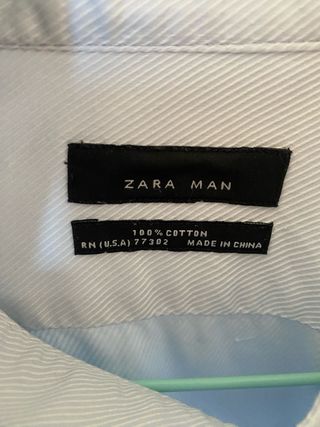 ZARA MAN
100% COTTON
RN (U.S.A) 77302 MADE IN CHINA